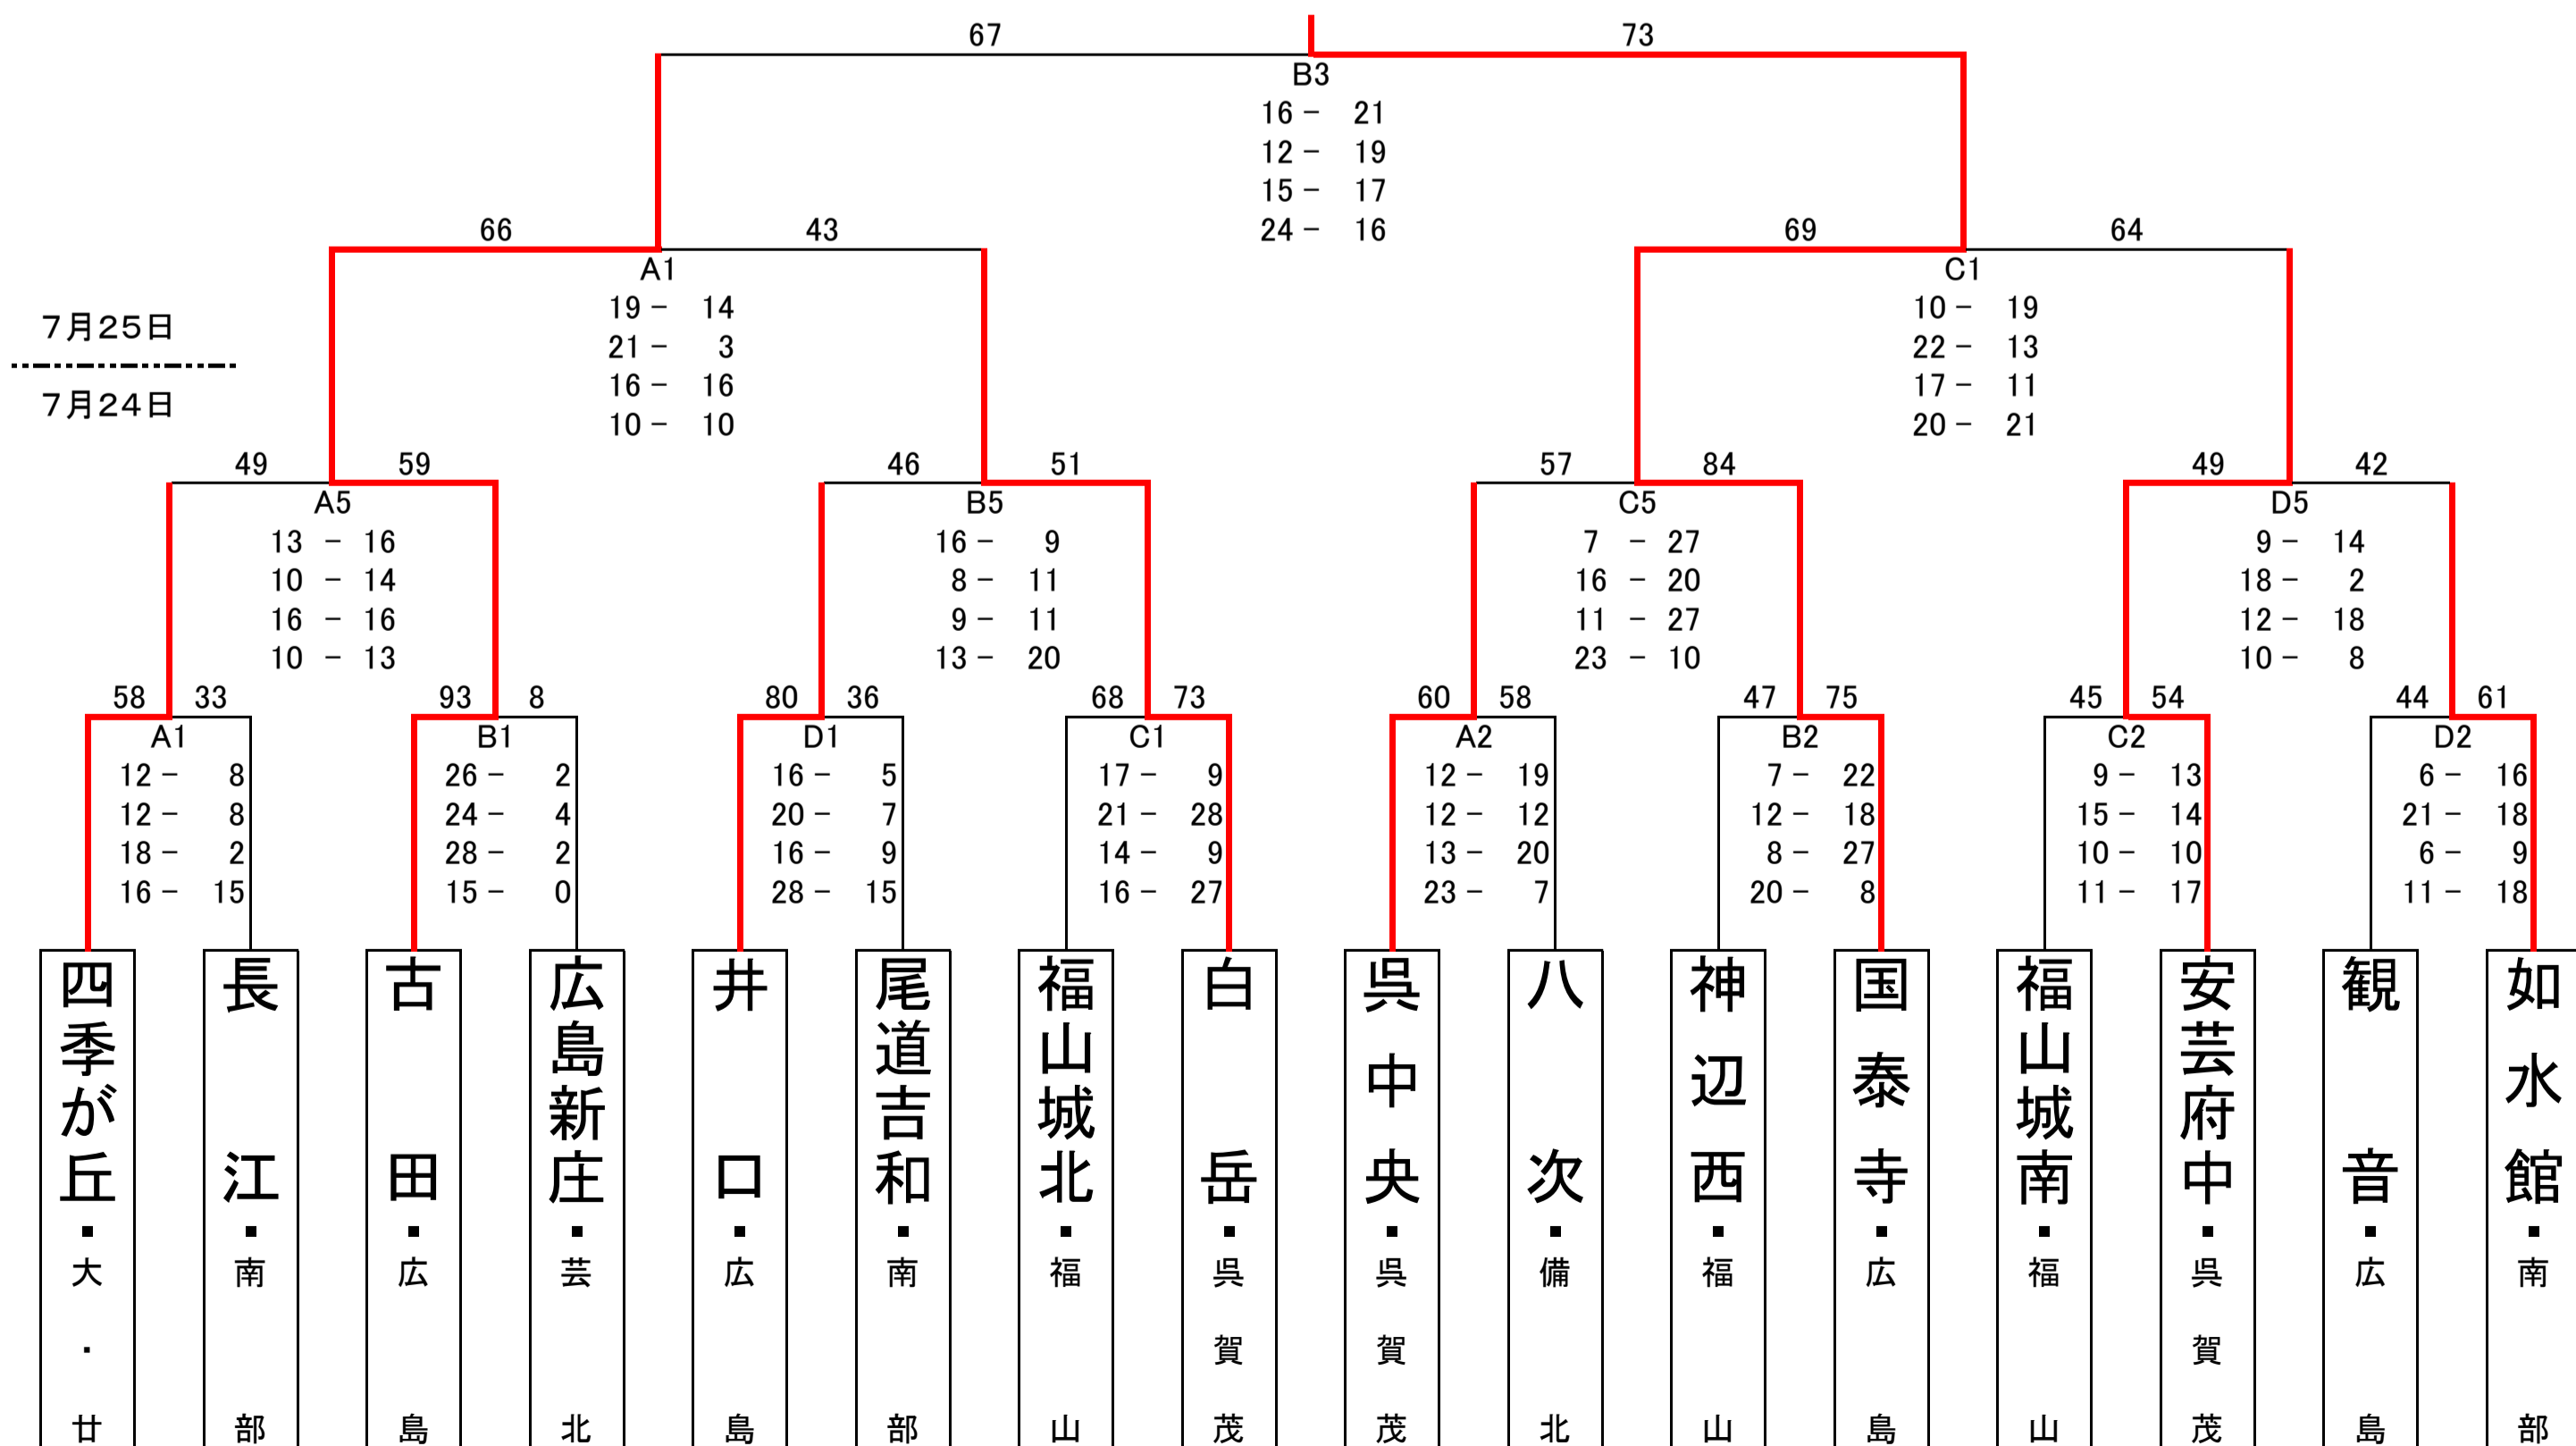 67 73
B3
16 - 21
12 - 19
15 - 17
24 - 16
66 43
A1
19 - 14
21 - 3
16 - 16
10 - 10
69 64
C1
10 - 19
22 - 13
17 - 11
20 - 21
7月25日
7月24日
49 59
A5
13 - 16
10 - 14
16 - 16
10 - 13
46 51
B5
16 - 9
8 - 11
9 - 11
13 - 20
57 84
C5
7 - 27
16 - 20
11 - 27
23 - 10
49 42
D5
9 - 14
18 - 2
12 - 18
10 - 8
58 33
A1
12 - 8
12 - 8
18 - 2
16 - 15
93 8
B1
26 - 2
24 - 4
28 - 2
15 - 0
80 36
D1
16 - 5
20 - 7
16 - 9
28 - 15
68 73
C1
17 - 9
21 - 28
14 - 9
16 - 27
60 58
A2
12 - 19
12 - 12
13 - 20
23 - 7
47 75
B2
7 - 22
12 - 18
8 - 27
20 - 8
45 54
C2
9 - 13
15 - 14
10 - 10
11 - 17
44 61
D2
6 - 16
21 - 18
6 - 9
11 - 18
四季が丘・大．廿
長江・南部
古田・広島
広島新庄・芸北
井口・広島
尾道吉和・南部
福山城北・福山
白岳・呉賀茂
呉中央・呉賀茂
八次・備北
神辺西・福山
国泰寺・広島
福山城南・福山
安芸府中・呉賀茂
観音・広島
如水館・南部